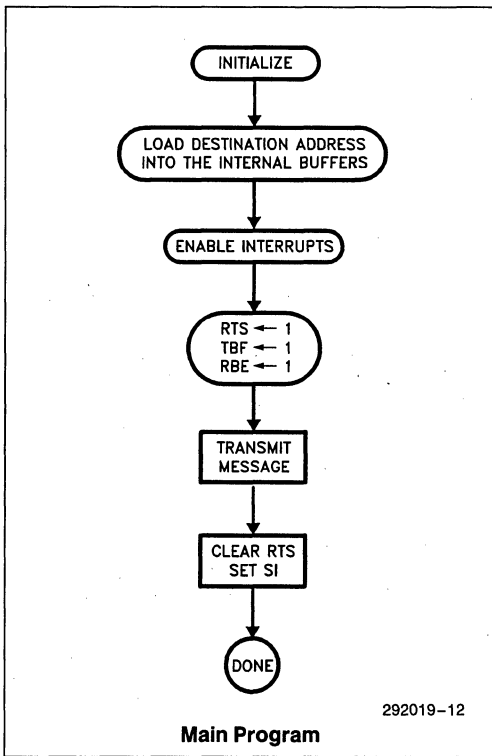 INITIALIZE
LOAD DESTINATION ADDRESS
INTO THE INTERNAL BUFFERS
ENABLE INTERRUPTS
RTS ← 1
TBF ← 1
RBE ← 1
TRANSMIT
MESSAGE
CLEAR RTS
SET SI
DONE
292019–12
Main Program